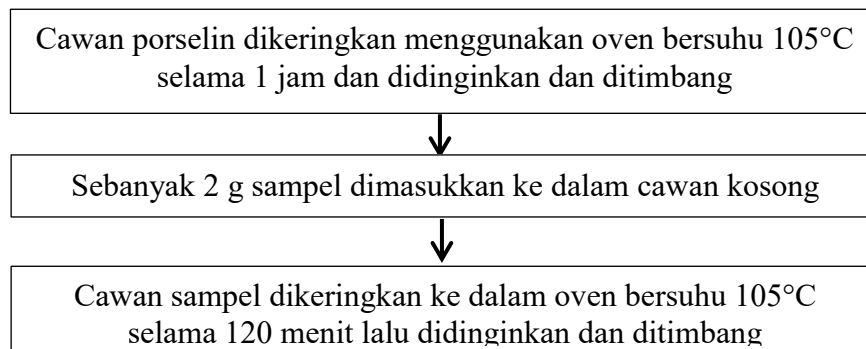 Cawan porselin dikeringkan menggunakan oven bersuhu 105°C
selama 1 jam dan didinginkan dan ditimbang
Sebanyak 2 g sampel dimasukkan ke dalam cawan kosong
Cawan sampel dikeringkan ke dalam oven bersuhu 105°C
selama 120 menit lalu didinginkan dan ditimbang